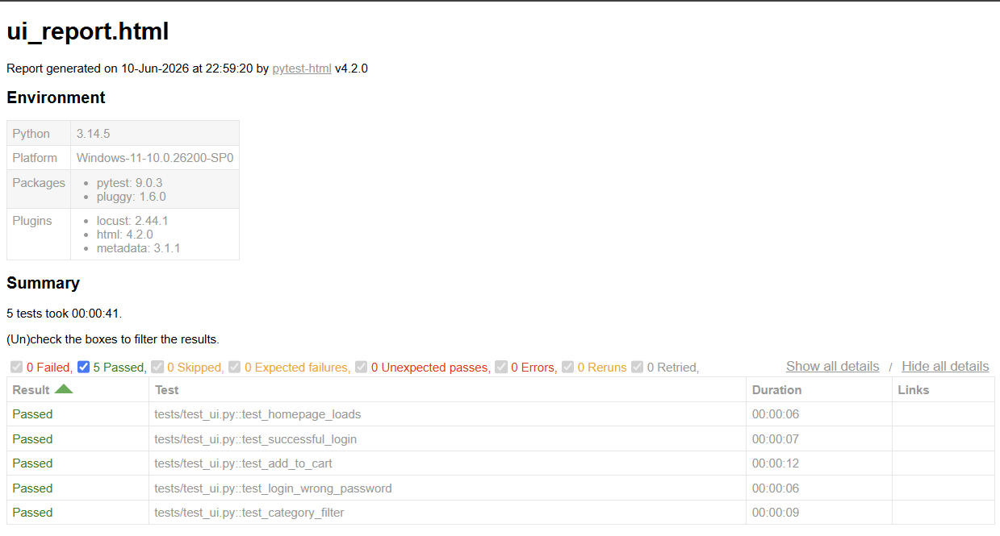 ui_report.html
Report generated on 10-Jun-2026 at 22:59:20 by pytest-html v4.2.0
Environment
Python 3.14.5
Platform Windows-11-10.0.26200-SP0
Packages • pytest: 9.0.3
• pluggy: 1.6.0
Plugins • locust: 2.44.1
• html: 4.2.0
• metadata: 3.1.1
Summary
5 tests took 00:00:41.
(Un)check the boxes to filter the results.
0 Failed, 5 Passed, 0 Skipped, 0 Expected failures, 0 Unexpected passes, 0 Errors, 0 Reruns 0 Retried, Show all details / Hide all details
Result Test Duration Links
Passed tests/test_ui.py::test_homepage_loads 00:00:06
Passed tests/test_ui.py::test_successful_login 00:00:07
Passed tests/test_ui.py::test_add_to_cart 00:00:12
Passed tests/test_ui.py::test_login_wrong_password 00:00:06
Passed tests/test_ui.py::test_category_filter 00:00:09